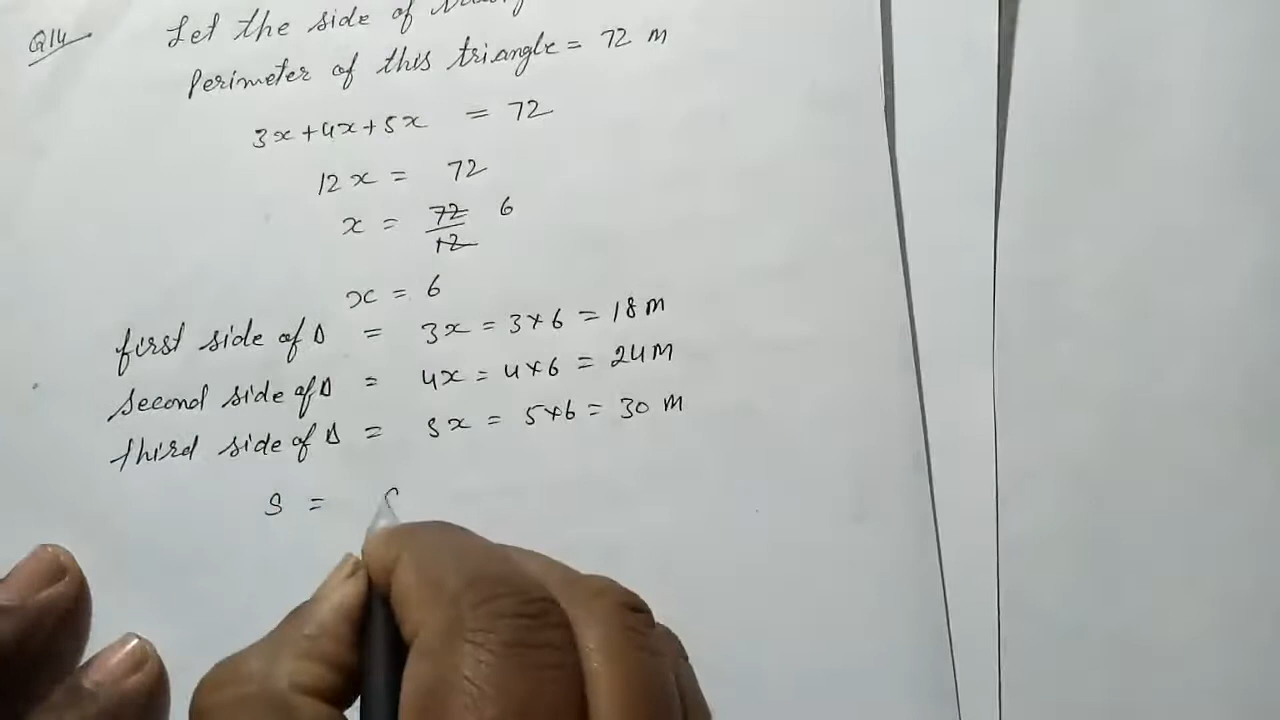 Q14 Let the side of
Perimeter of this triangle = 72 m
3x+4x+5x = 72
12x = 72
x = 72/12 6
x = 6
first side of Δ = 3x = 3×6 = 18m
second side of Δ = 4x = 4×6 = 24m
third side of Δ = 5x = 5×6 = 30 m
S =